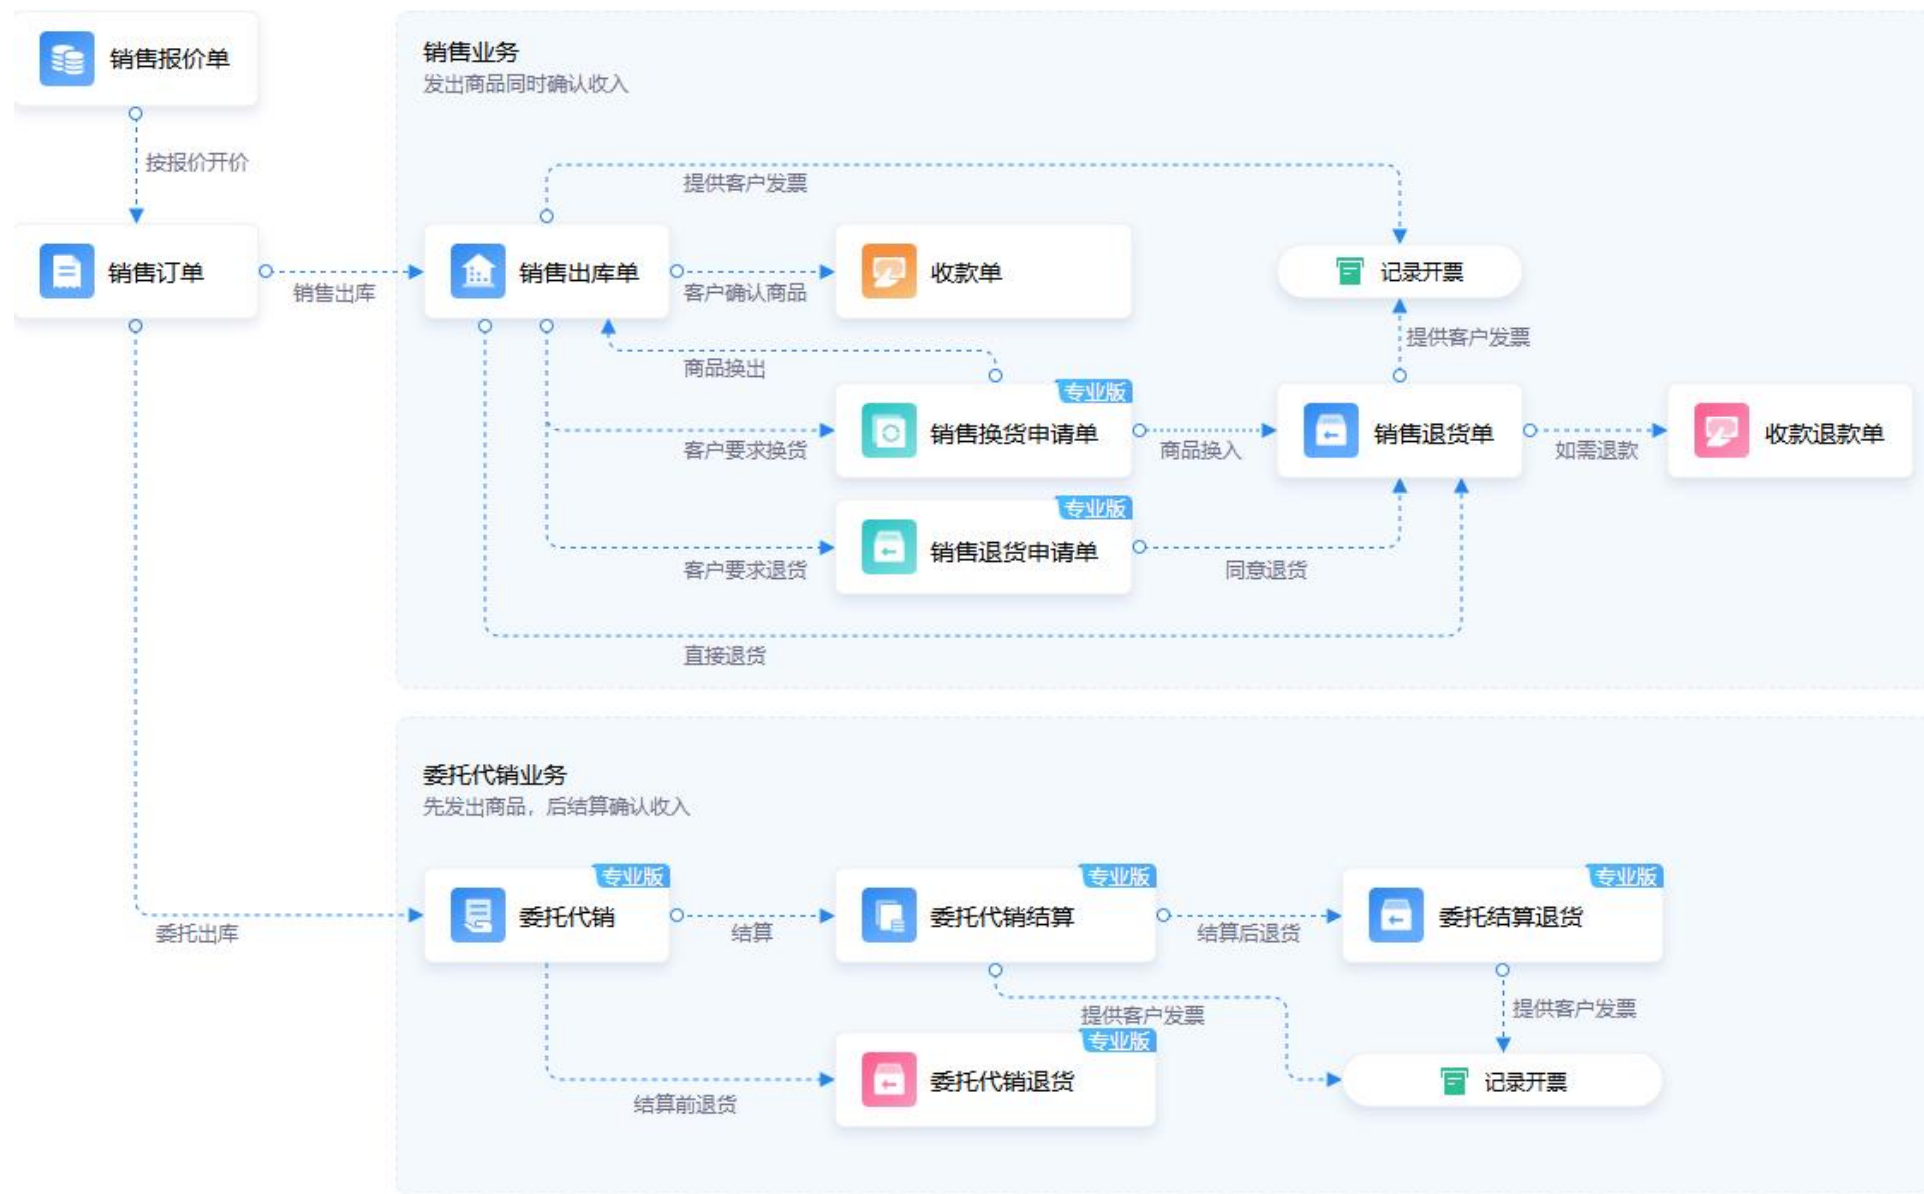 销售报价单
按报价开价
销售订单
销售出库
委托出库
销售业务
发出商品同时确认收入
提供客户发票
销售出库单
客户确认商品
收款单
记录开票
提供客户发票
商品换出
专业版
客户要求换货
销售换货申请单
商品换入
销售退货单
如需退款
收款退款单
专业版
客户要求退货
销售退货申请单
同意退货
直接退货
委托代销业务
先发出商品，后结算确认收入
专业版
委托代销
结算
专业版
委托代销结算
结算后退货
专业版
委托结算退货
提供客户发票
提供客户发票
结算前退货
专业版
委托代销退货
记录开票